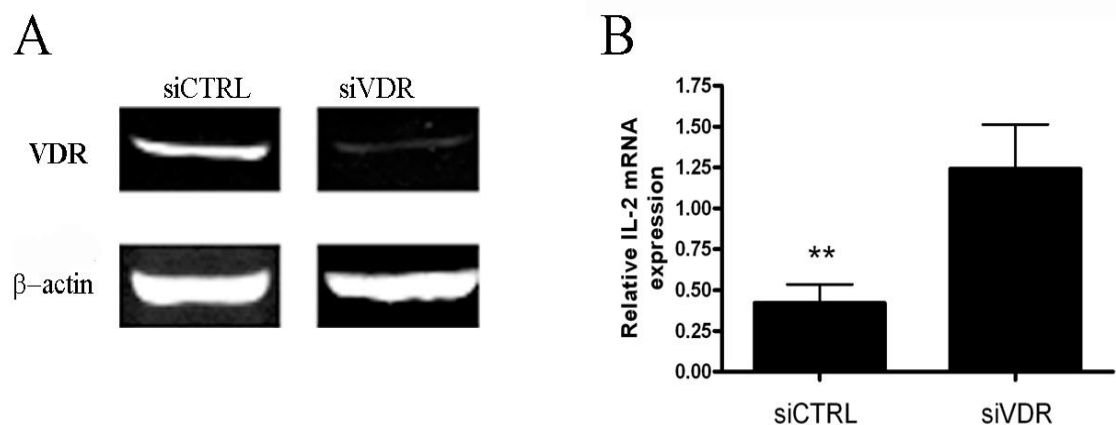 A
siCTRL siVDR
VDR
β-actin
B
Relative IL-2 mRNA
expression
1.75
1.50
1.25
1.00
0.75
0.50
0.25
0.00
**
siCTRL siVDR